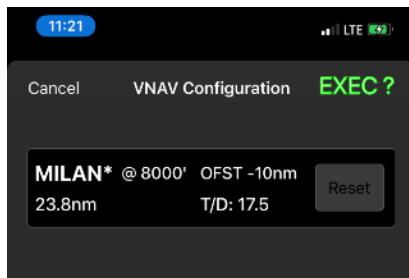 11:21 LTE
Cancel VNAV Configuration EXEC ?
MILAN* @ 8000' OFST -10nm
23.8nm T/D: 17.5
Reset